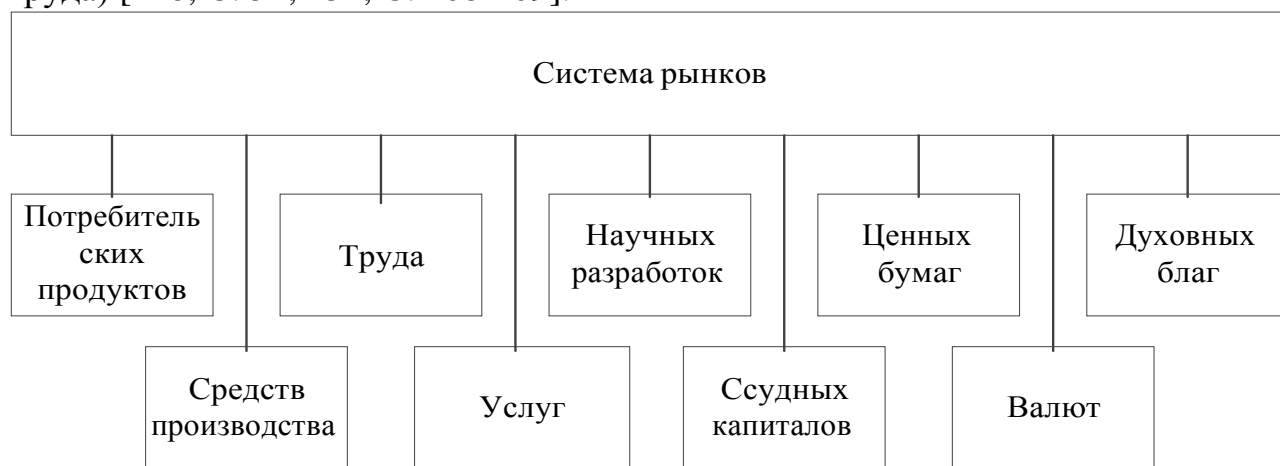 Система рынков
Потребитель
ских
продуктов
Труда
Научных
разработок
Ценных
бумаг
Духовных
благ
Средств
производства
Услуг
Ссудных
капиталов
Валют